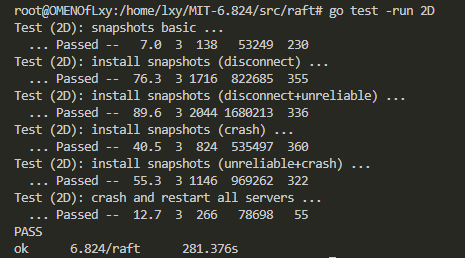 root@OMENOfLxy:/home/lxy/MIT-6.824/src/raft# go test -run 2D
Test (2D): snapshots basic ...
  ... Passed --   7.0  3  138   53249  230
Test (2D): install snapshots (disconnect) ...
  ... Passed --  76.3  3 1716  822685  355
Test (2D): install snapshots (disconnect+unreliable) ...
  ... Passed --  89.6  3 2044 1680213  336
Test (2D): install snapshots (crash) ...
  ... Passed --  40.5  3  824  535497  360
Test (2D): install snapshots (unreliable+crash) ...
  ... Passed --  55.3  3 1146  969262  322
Test (2D): crash and restart all servers ...
  ... Passed --  12.7  3  266   78698   55
PASS
ok      6.824/raft      281.376s